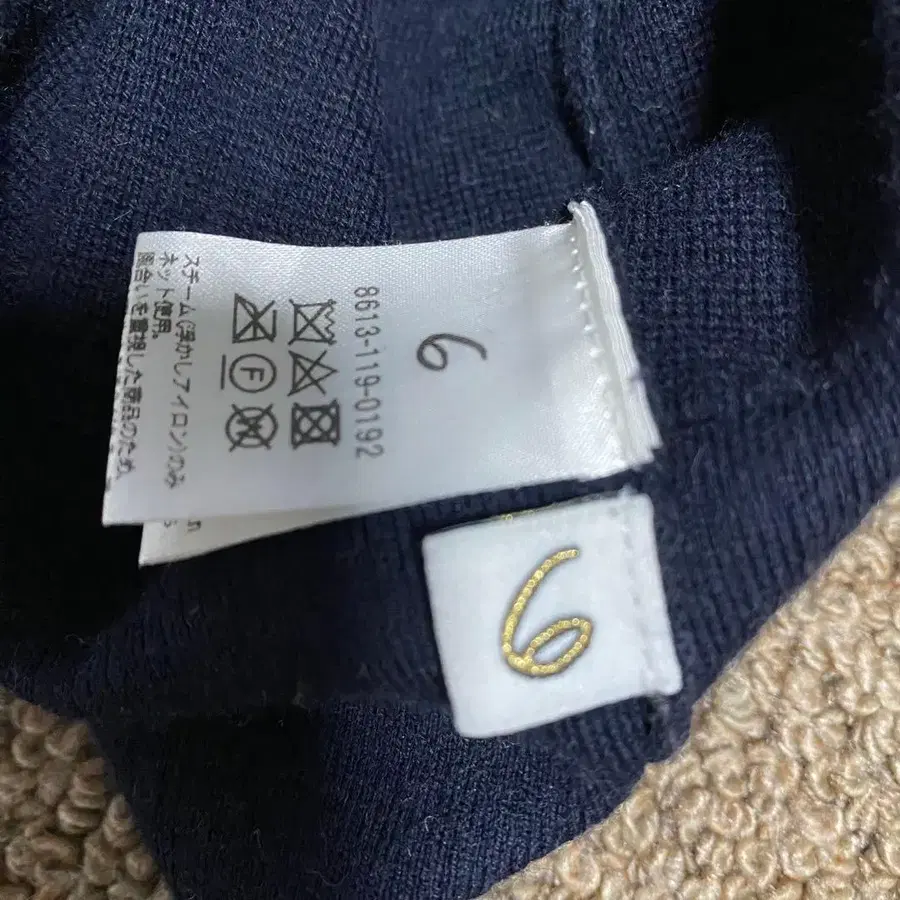 6
8613-119-0192
F W
スチーム(浮かしアイロン)のみ
ネット使用。
風合いを重視した商品のため
6